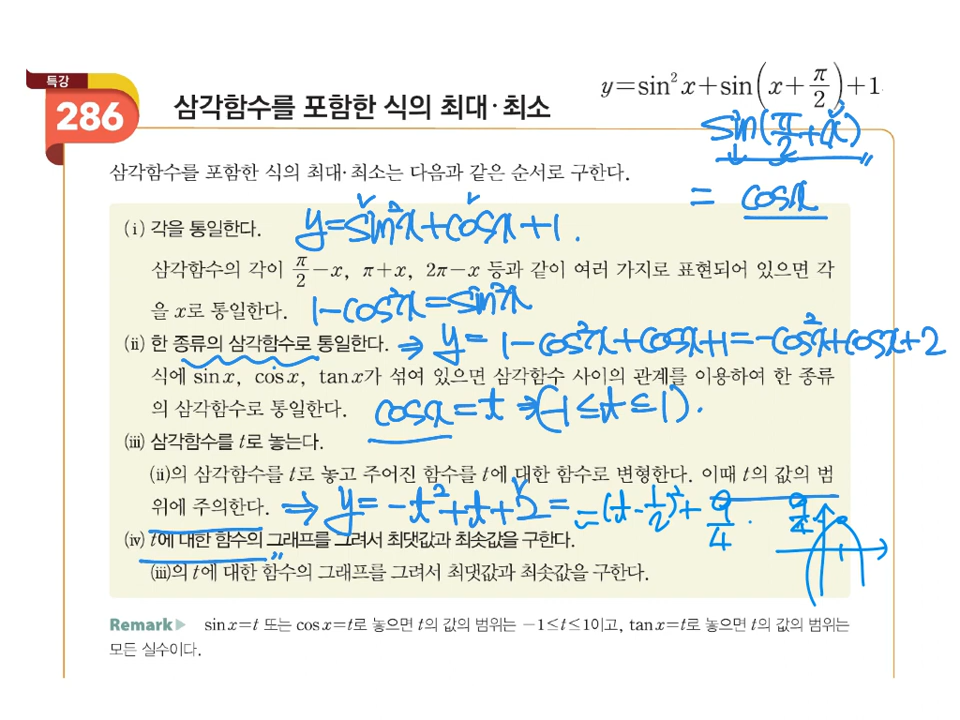 특강
286
삼각함수를 포함한 식의 최대·최소
y=sin²x+sin(x+π/2)+1
sin(π/2+x)
= cosx
삼각함수를 포함한 식의 최대·최소는 다음과 같은 순서로 구한다.
(i) 각을 통일한다.
y=sin²x+cosx+1.
삼각함수의 각이 π/2−x, π+x, 2π−x 등과 같이 여러 가지로 표현되어 있으면 각
을 x로 통일한다.
1−cos²x=sin²x
(ii) 한 종류의 삼각함수로 통일한다.
⇒ y= 1−cos²x+cosx+1=−cos²x+cosx+2
식에 sin x, cos x, tan x가 섞여 있으면 삼각함수 사이의 관계를 이용하여 한 종류
의 삼각함수로 통일한다.
cosx=t ⇒(−1≤t≤1).
(iii) 삼각함수를 t로 놓는다.
(ii)의 삼각함수를 t로 놓고 주어진 함수를 t에 대한 함수로 변형한다. 이때 t의 값의 범
위에 주의한다.
⇒ y= −t²+t+2= −(t−1/2)²+9/4.
9/4
(iv) t에 대한 함수의 그래프를 그려서 최댓값과 최솟값을 구한다.
(iii)의 t에 대한 함수의 그래프를 그려서 최댓값과 최솟값을 구한다.
Remark▶ sin x=t 또는 cos x=t로 놓으면 t의 값의 범위는 −1≤t≤1이고, tan x=t로 놓으면 t의 값의 범위는
모든 실수이다.